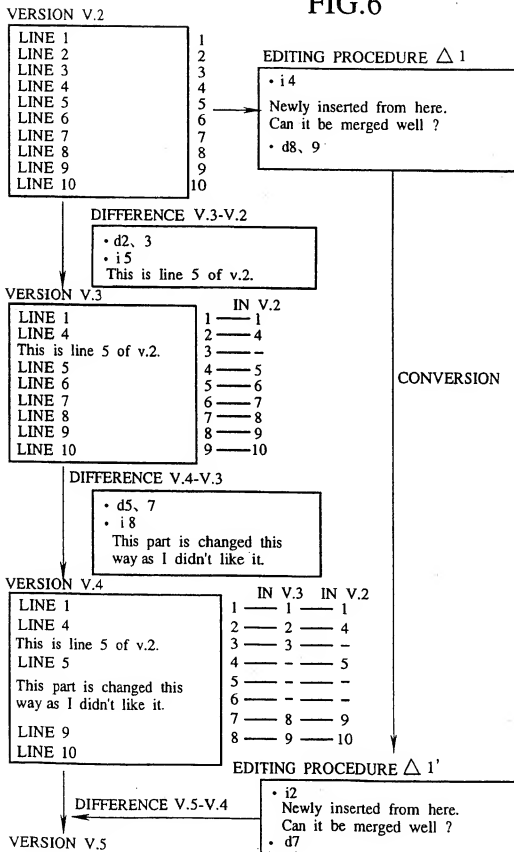 FIG.6
VERSION V.2
LINE 1 1
LINE 2 2
LINE 3 3
LINE 4 4
LINE 5 5
LINE 6 6
LINE 7 7
LINE 8 8
LINE 9 9
LINE 10 10
EDITING PROCEDURE △ 1
• i4
Newly inserted from here.
Can it be merged well ?
• d8、9
DIFFERENCE V.3-V.2
• d2、3
• i5
This is line 5 of v.2.
VERSION V.3
IN V.2
LINE 1 1 — 1
LINE 4 2 — 4
This is line 5 of v.2. 3 — -
LINE 5 4 — 5
LINE 6 5 — 6
LINE 7 6 — 7
LINE 8 7 — 8
LINE 9 8 — 9
LINE 10 9 — 10
CONVERSION
DIFFERENCE V.4-V.3
• d5、7
• i8
This part is changed this
way as I didn't like it.
VERSION V.4
IN V.3 IN V.2
LINE 1 1 — 1 — 1
LINE 4 2 — 2 — 4
This is line 5 of v.2. 3 — 3 — -
LINE 5 4 — - — 5
This part is changed this 5 — - — -
way as I didn't like it. 6 — - — -
LINE 9 7 — 8 — 9
LINE 10 8 — 9 — 10
EDITING PROCEDURE △ 1'
• i2
Newly inserted from here.
Can it be merged well ?
• d7
DIFFERENCE V.5-V.4
VERSION V.5